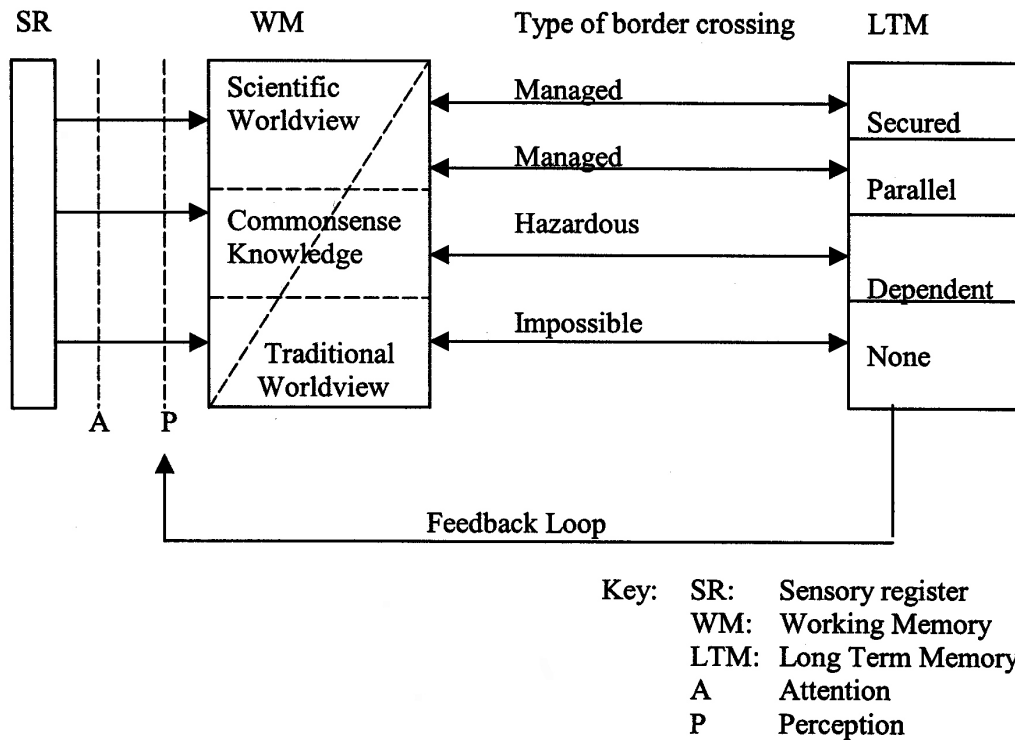 SR WM Type of border crossing LTM
Scientific Worldview
Managed
Secured
Managed
Parallel
Commonsense Knowledge
Hazardous
Dependent
Impossible
Traditional Worldview
None
A P
Feedback Loop
Key: SR: Sensory register
WM: Working Memory
LTM: Long Term Memory
A Attention
P Perception